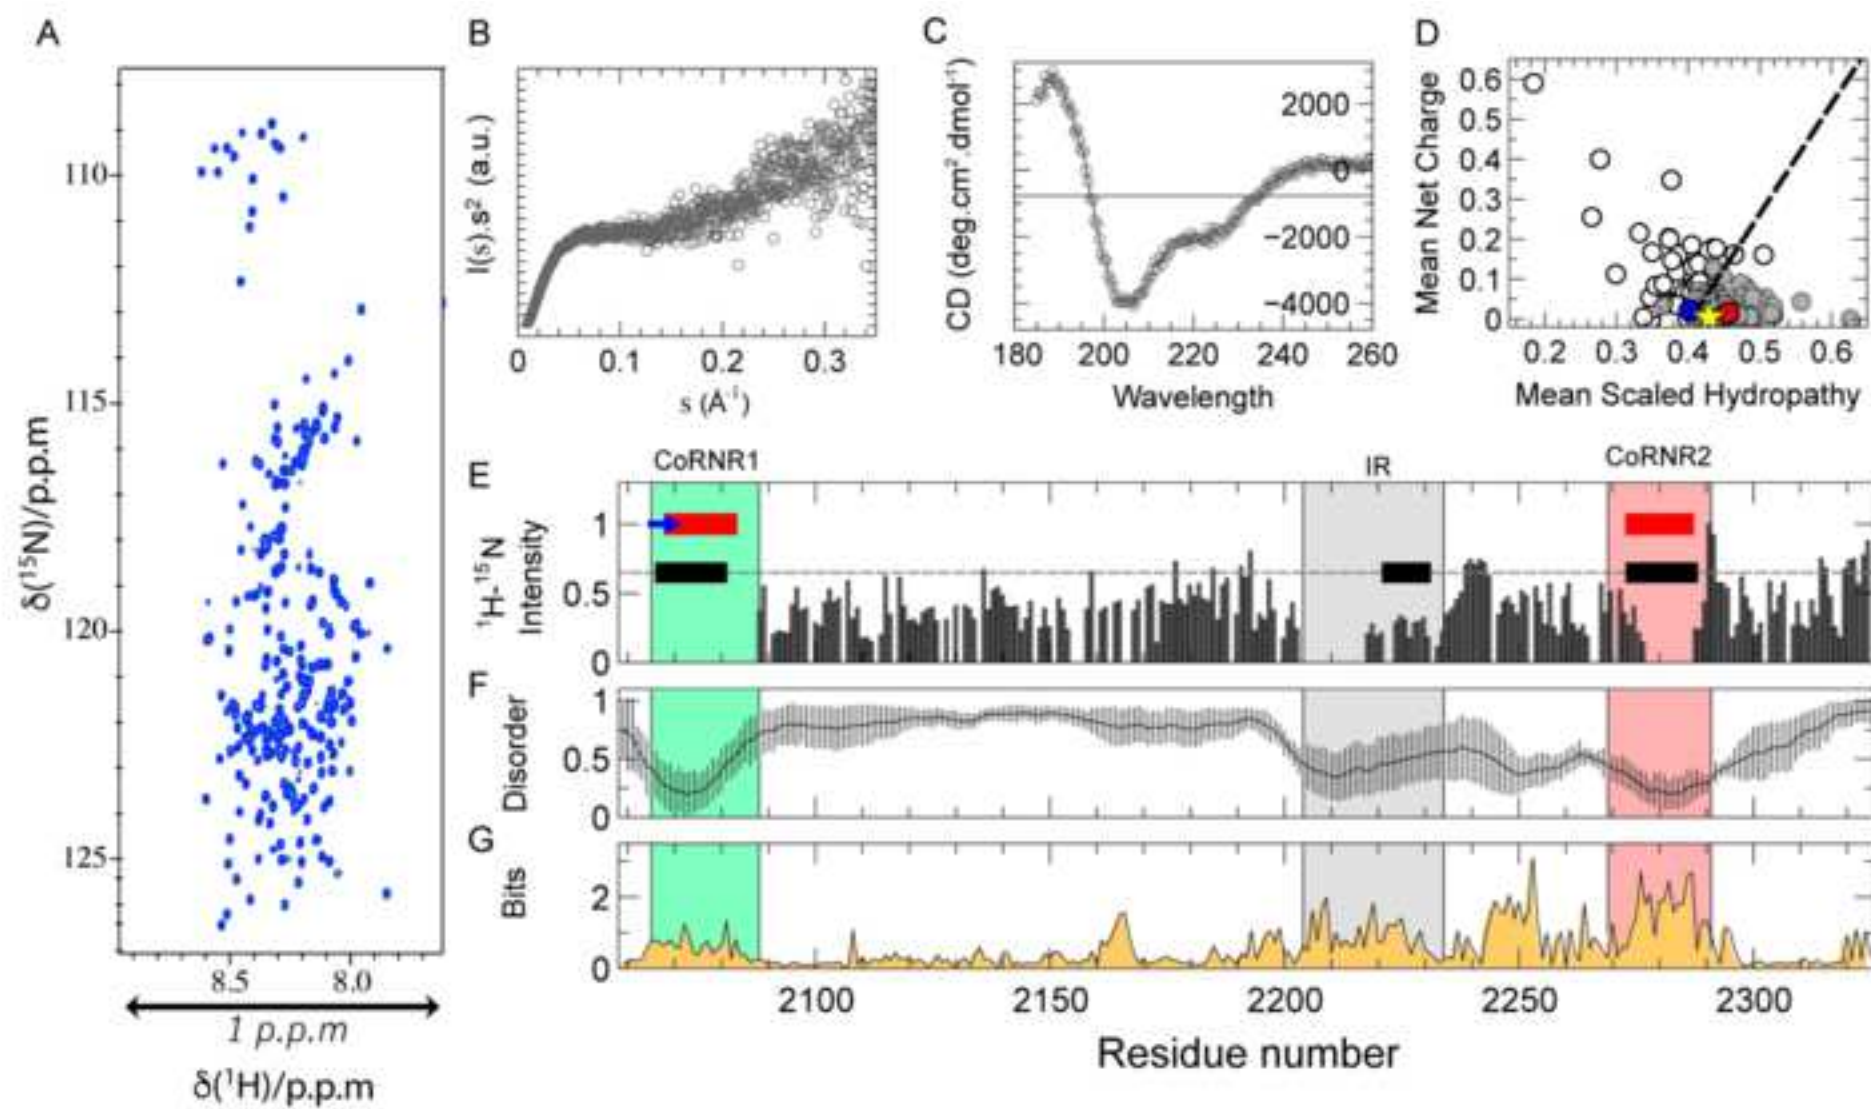 A
110
115
120
125
δ(¹⁵N)/p.p.m
8.5 8.0
1 p.p.m
δ(¹H)/p.p.m
B
I(s).s² (a.u.)
0 0.1 0.2 0.3
s (Å⁻¹)
C
CD (deg.cm².dmol⁻¹)
2000
0
−2000
−4000
180 200 220 240 260
Wavelength
D
Mean Net Charge
0.6
0.5
0.4
0.3
0.2
0.1
0
0.2 0.3 0.4 0.5 0.6
Mean Scaled Hydropathy
E
CoRNR1 IR CoRNR2
¹H-¹⁵N
Intensity
1
0.5
0
F
Disorder
1
0.5
0
G
Bits
2
0
2100 2150 2200 2250 2300
Residue number